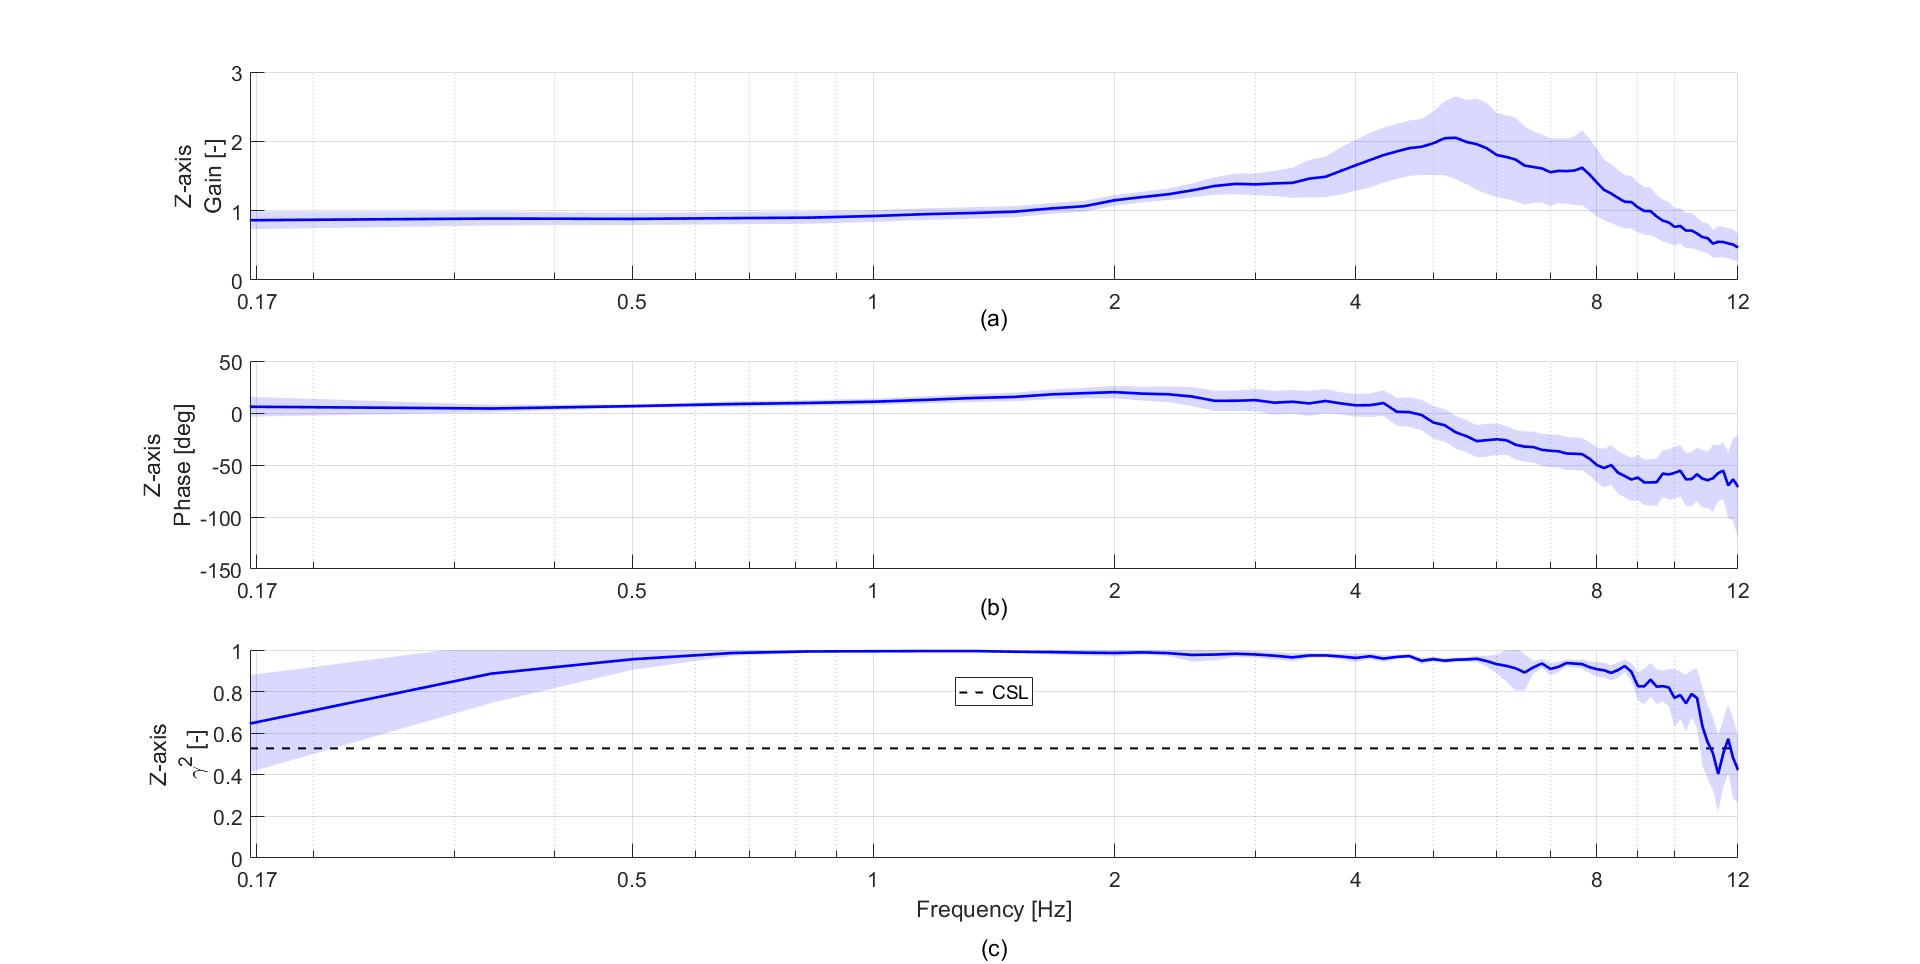 Z-axis
Gain [-]
3
2
1
0
0.17 0.5 1 2 4 8 12
(a)
Z-axis
Phase [deg]
50
0
-50
-100
-150
0.17 0.5 1 2 4 8 12
(b)
Z-axis
γ² [-]
1
0.8
0.6
0.4
0.2
0
CSL
0.17 0.5 1 2 4 8 12
Frequency [Hz]
(c)